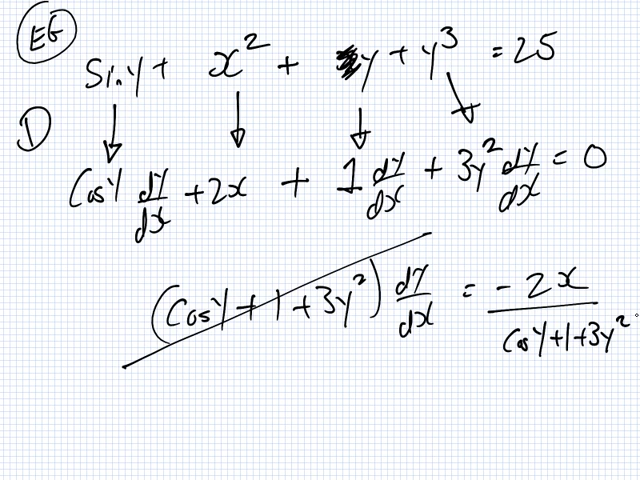 EG
Sin y + x² + y + y³ = 25
D
Cos y dy/dx + 2x + 1 dy/dx + 3y² dy/dx = 0
(Cos y + 1 + 3y²) dy/dx = -2x / Cos y + 1 + 3y²